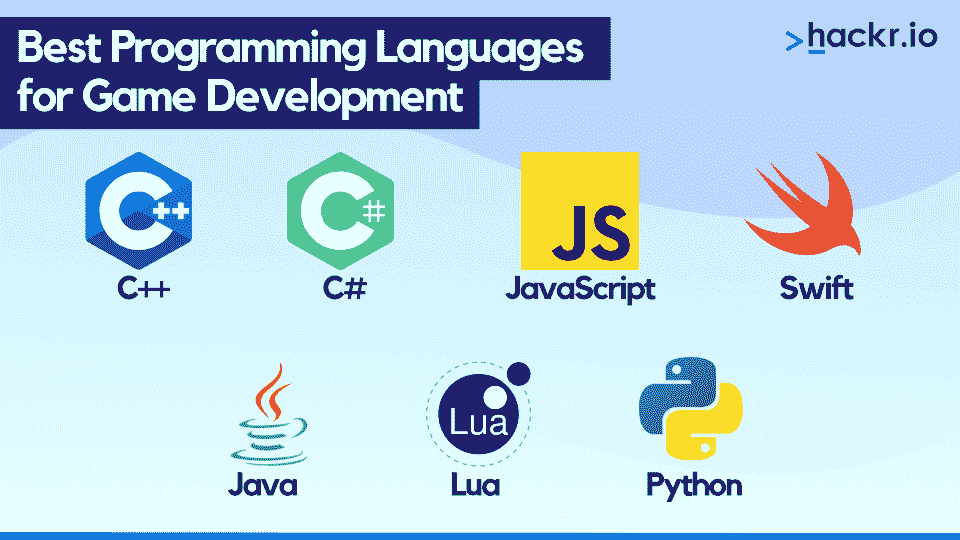 Best Programming Languages
for Game Development
>hackr.io
C++
C#
JS
C++
C#
JavaScript
Swift
Lua
Java
Lua
Python